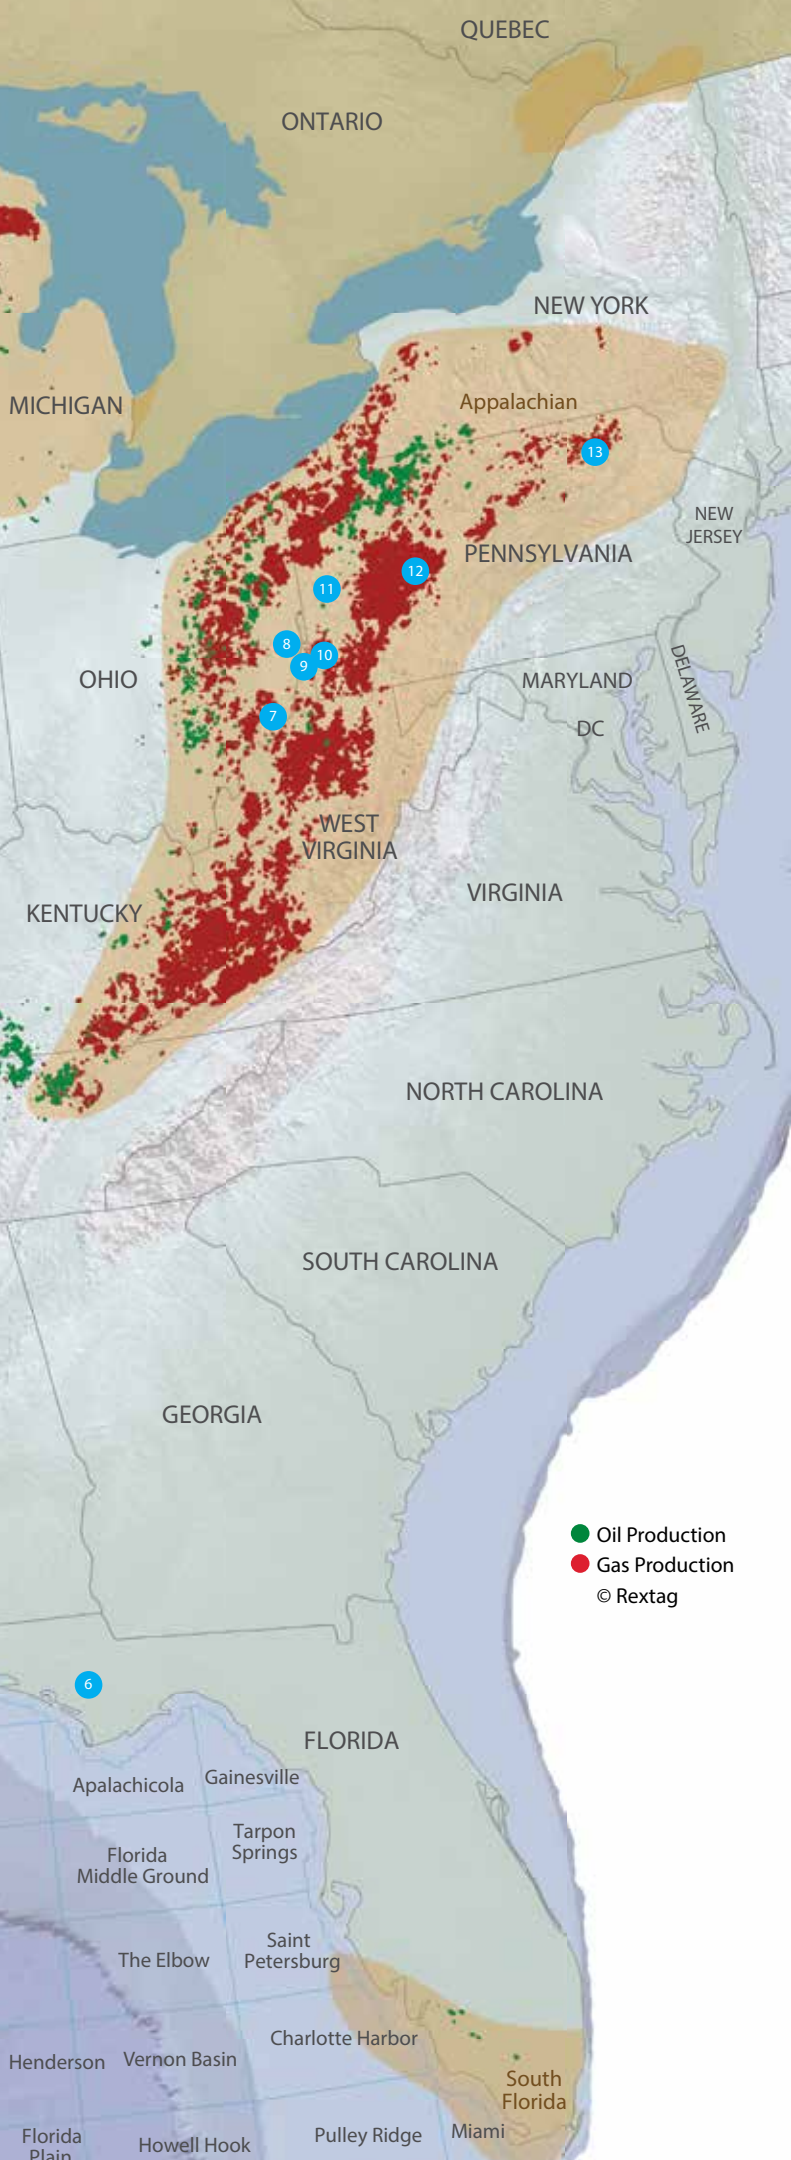 QUEBEC
ONTARIO
NEW YORK
MICHIGAN
Appalachian
13
NEW
JERSEY
PENNSYLVANIA
12
11
8
10
9
OHIO
MARYLAND
DELAWARE
7
DC
WEST
VIRGINIA
VIRGINIA
KENTUCKY
NORTH CAROLINA
SOUTH CAROLINA
GEORGIA
Oil Production
Gas Production
© Rextag
6
FLORIDA
Apalachicola
Gainesville
Tarpon
Springs
Florida
Middle Ground
Saint
Petersburg
The Elbow
Charlotte Harbor
Henderson
Vernon Basin
South
Florida
Miami
Pulley Ridge
Howell Hook
Florida
Plain